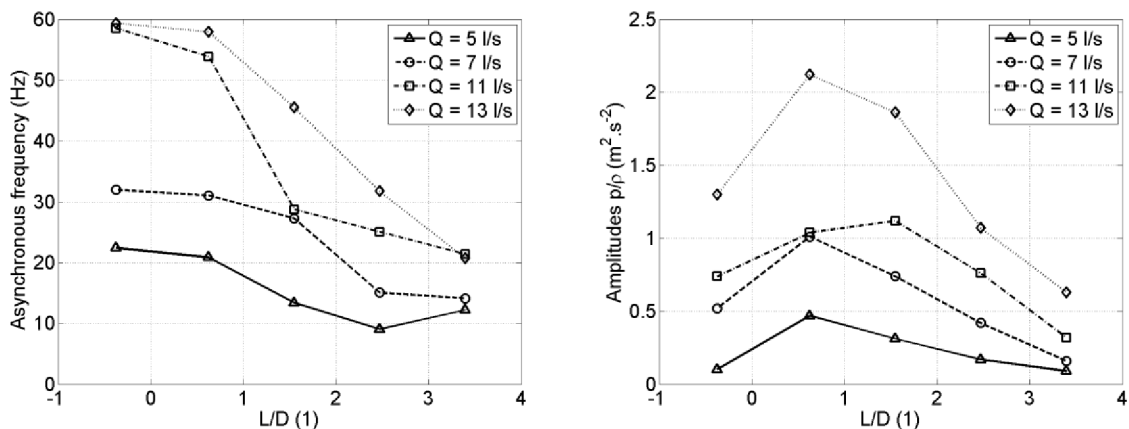 60
50
40
30
20
10
0
Asynchronous frequency (Hz)
-1 0 1 2 3 4
L/D (1)
Q = 5 l/s
Q = 7 l/s
Q = 11 l/s
Q = 13 l/s
2.5
2
1.5
1
0.5
0
Amplitudes p/ρ (m².s⁻²)
-1 0 1 2 3 4
L/D (1)
Q = 5 l/s
Q = 7 l/s
Q = 11 l/s
Q = 13 l/s